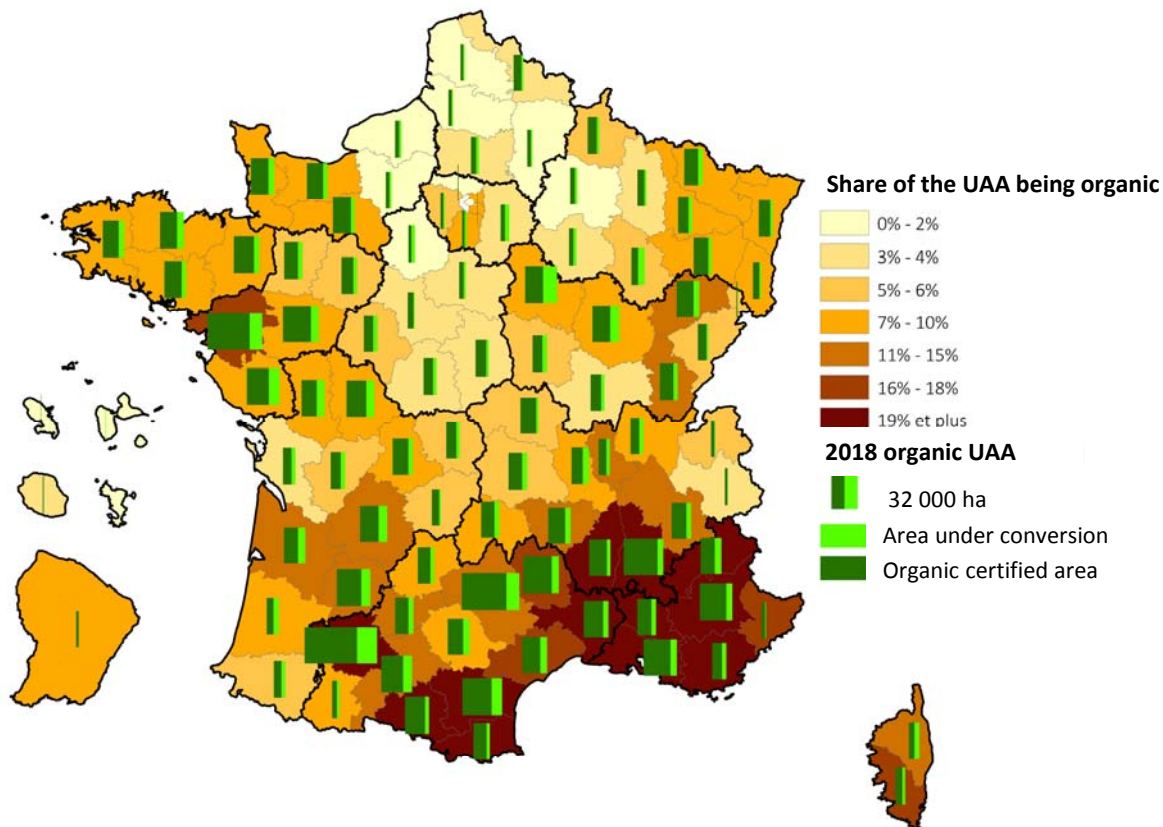 Share of the UAA being organic
0% - 2%
3% - 4%
5% - 6%
7% - 10%
11% - 15%
16% - 18%
19% et plus
2018 organic UAA
32 000 ha
Area under conversion
Organic certified area